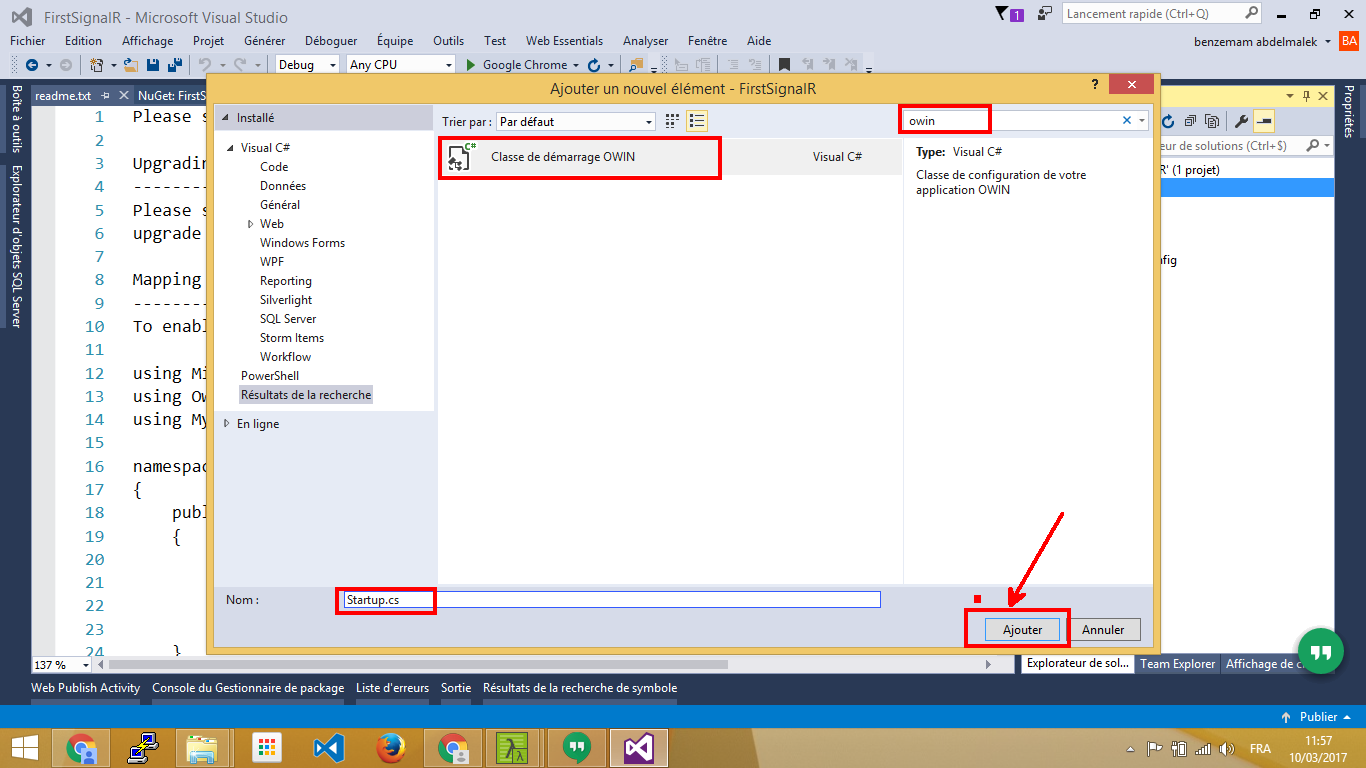 FirstSignalR - Microsoft Visual Studio
1
Lancement rapide (Ctrl+Q)
Fichier Edition Affichage Projet Générer Déboguer Équipe Outils Test Web Essentials Analyser Fenêtre Aide
benzemam abdelmalek
BA
Debug Any CPU Google Chrome
Boîte à outils
Explorateur d'objets SQL Server
readme.txt
NuGet: FirstS
Ajouter un nouvel élément - FirstSignalR
?
Propriétés
1 Please s
2
3 Upgradin
4 --------
5 Please s
6 upgrade
7
8 Mapping
9 --------
10 To enabl
11
12 using Mi
13 using Ow
14 using My
15
16 namespac
17 {
18 publ
19 {
20
21
22
23
24 }
Installé
Visual C#
Code
Données
Général
Web
Windows Forms
WPF
Reporting
Silverlight
SQL Server
Storm Items
Workflow
PowerShell
Résultats de la recherche
En ligne
Trier par : Par défaut
C#
Classe de démarrage OWIN Visual C#
owin
Type: Visual C#
Classe de configuration de votre
application OWIN
eur de solutions (Ctrl+$)
R' (1 projet)
fig
Nom : Startup.cs
Ajouter Annuler
137 %
Explorateur de sol... Team Explorer Affichage de c
Web Publish Activity Console du Gestionnaire de package Liste d'erreurs Sortie Résultats de la recherche de symbole
Publier
FRA
11:57
10/03/2017